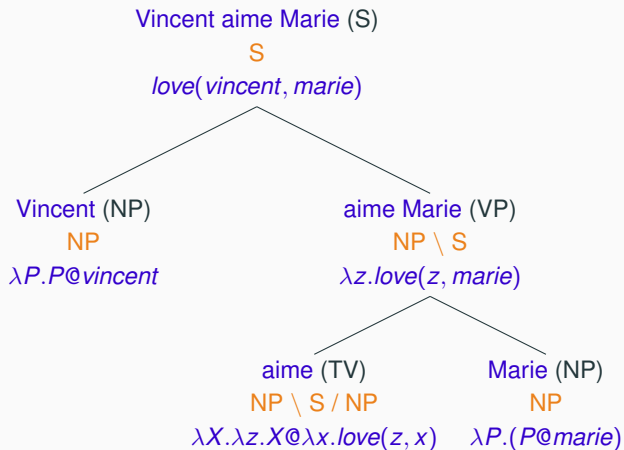 Vincent aime Marie (S)
S
love(vincent, marie)
Vincent (NP)
NP
λP.P@vincent
aime Marie (VP)
NP \ S
λz.love(z, marie)
aime (TV)
NP \ S / NP
λX.λz.X@λx.love(z, x)
Marie (NP)
NP
λP.(P@marie)